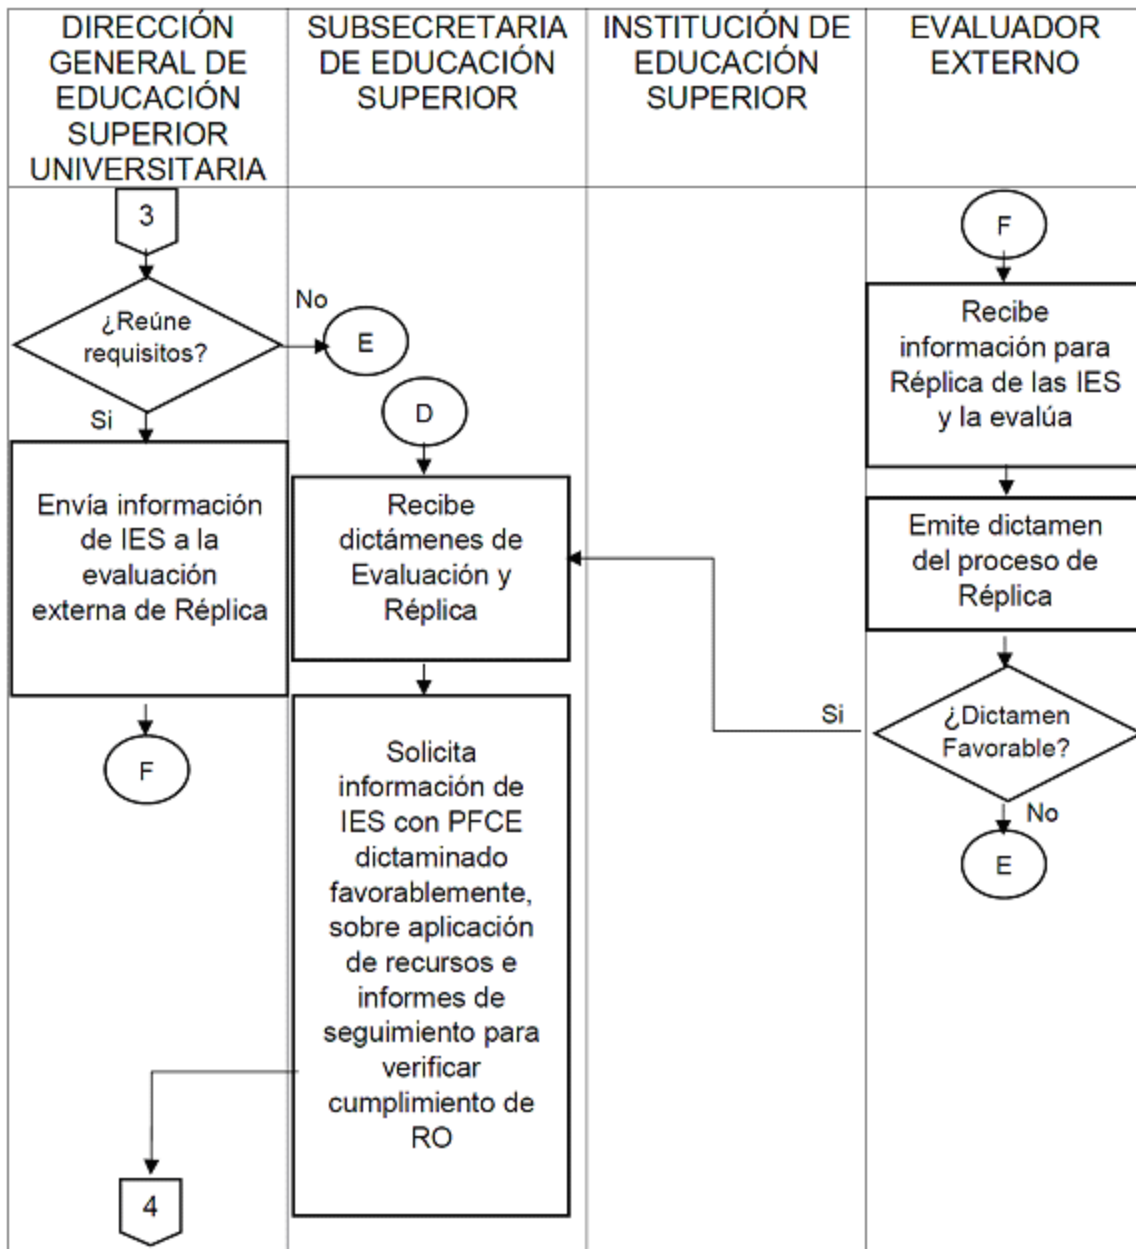 DIRECCIÓN
GENERAL DE
EDUCACIÓN
SUPERIOR
UNIVERSITARIA
SUBSECRETARIA
DE EDUCACIÓN
SUPERIOR
INSTITUCIÓN DE
EDUCACIÓN
SUPERIOR
EVALUADOR
EXTERNO
3
¿Reúne
requisitos?
No
E
Si
Envía información
de IES a la
evaluación
externa de Réplica
F
D
Recibe
dictámenes de
Evaluación y
Réplica
Solicita
información de
IES con PFCE
dictaminado
favorablemente,
sobre aplicación
de recursos e
informes de
seguimiento para
verificar
cumplimiento de
RO
4
F
Recibe
información para
Réplica de las IES
y la evalúa
Emite dictamen
del proceso de
Réplica
¿Dictamen
Favorable?
Si
No
E